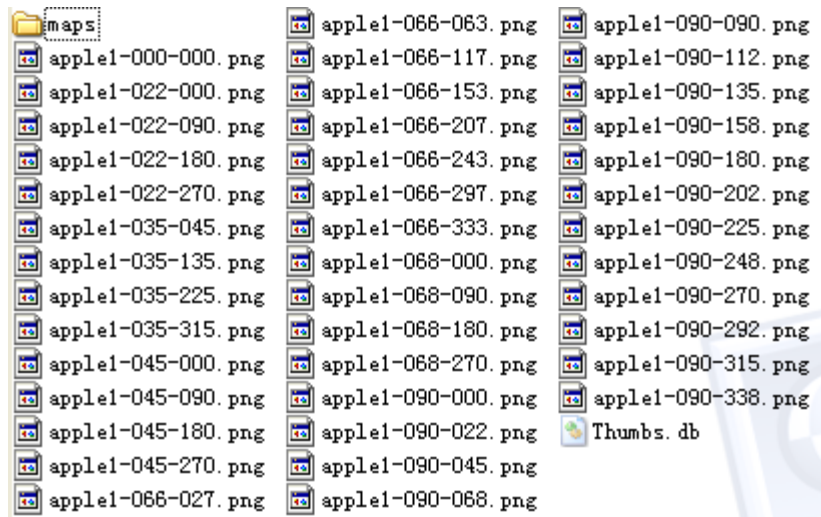 maps
apple1-000-000.png
apple1-022-000.png
apple1-022-090.png
apple1-022-180.png
apple1-022-270.png
apple1-035-045.png
apple1-035-135.png
apple1-035-225.png
apple1-035-315.png
apple1-045-000.png
apple1-045-090.png
apple1-045-180.png
apple1-045-270.png
apple1-066-027.png
apple1-066-063.png
apple1-066-117.png
apple1-066-153.png
apple1-066-207.png
apple1-066-243.png
apple1-066-297.png
apple1-066-333.png
apple1-068-000.png
apple1-068-090.png
apple1-068-180.png
apple1-068-270.png
apple1-090-000.png
apple1-090-022.png
apple1-090-045.png
apple1-090-068.png
apple1-090-090.png
apple1-090-112.png
apple1-090-135.png
apple1-090-158.png
apple1-090-180.png
apple1-090-202.png
apple1-090-225.png
apple1-090-248.png
apple1-090-270.png
apple1-090-292.png
apple1-090-315.png
apple1-090-338.png
Thumbs.db